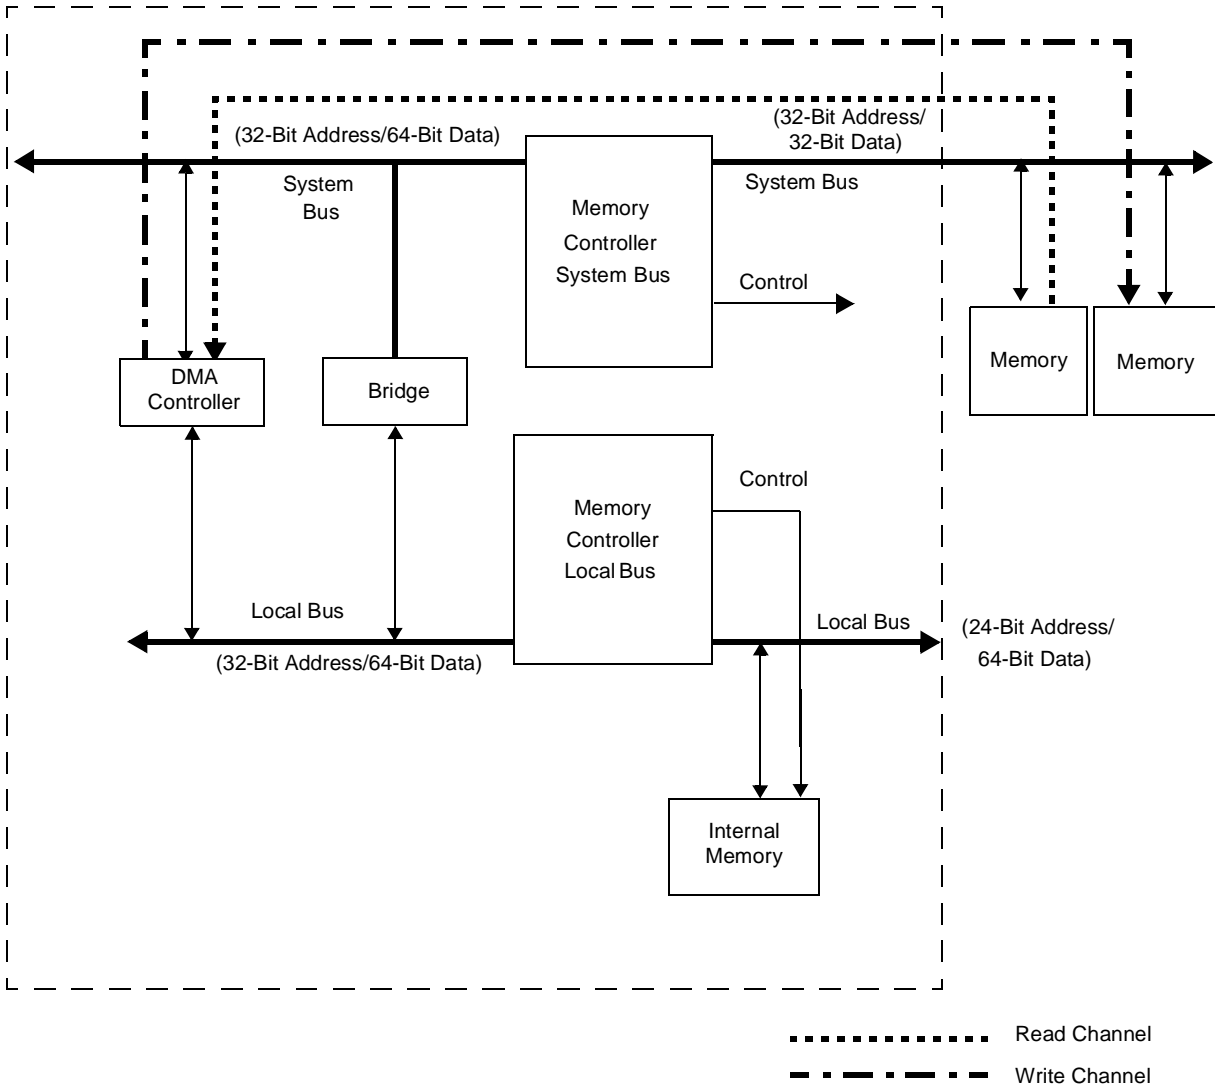 (32-Bit Address/64-Bit Data)
(32-Bit Address/
32-Bit Data)
System
Bus
System Bus
Memory
Controller
System Bus
Control
DMA
Controller
Bridge
Memory
Memory
Control
Memory
Controller
Local Bus
Local Bus
(32-Bit Address/64-Bit Data)
Local Bus
(24-Bit Address/
64-Bit Data)
Internal
Memory
Read Channel
Write Channel